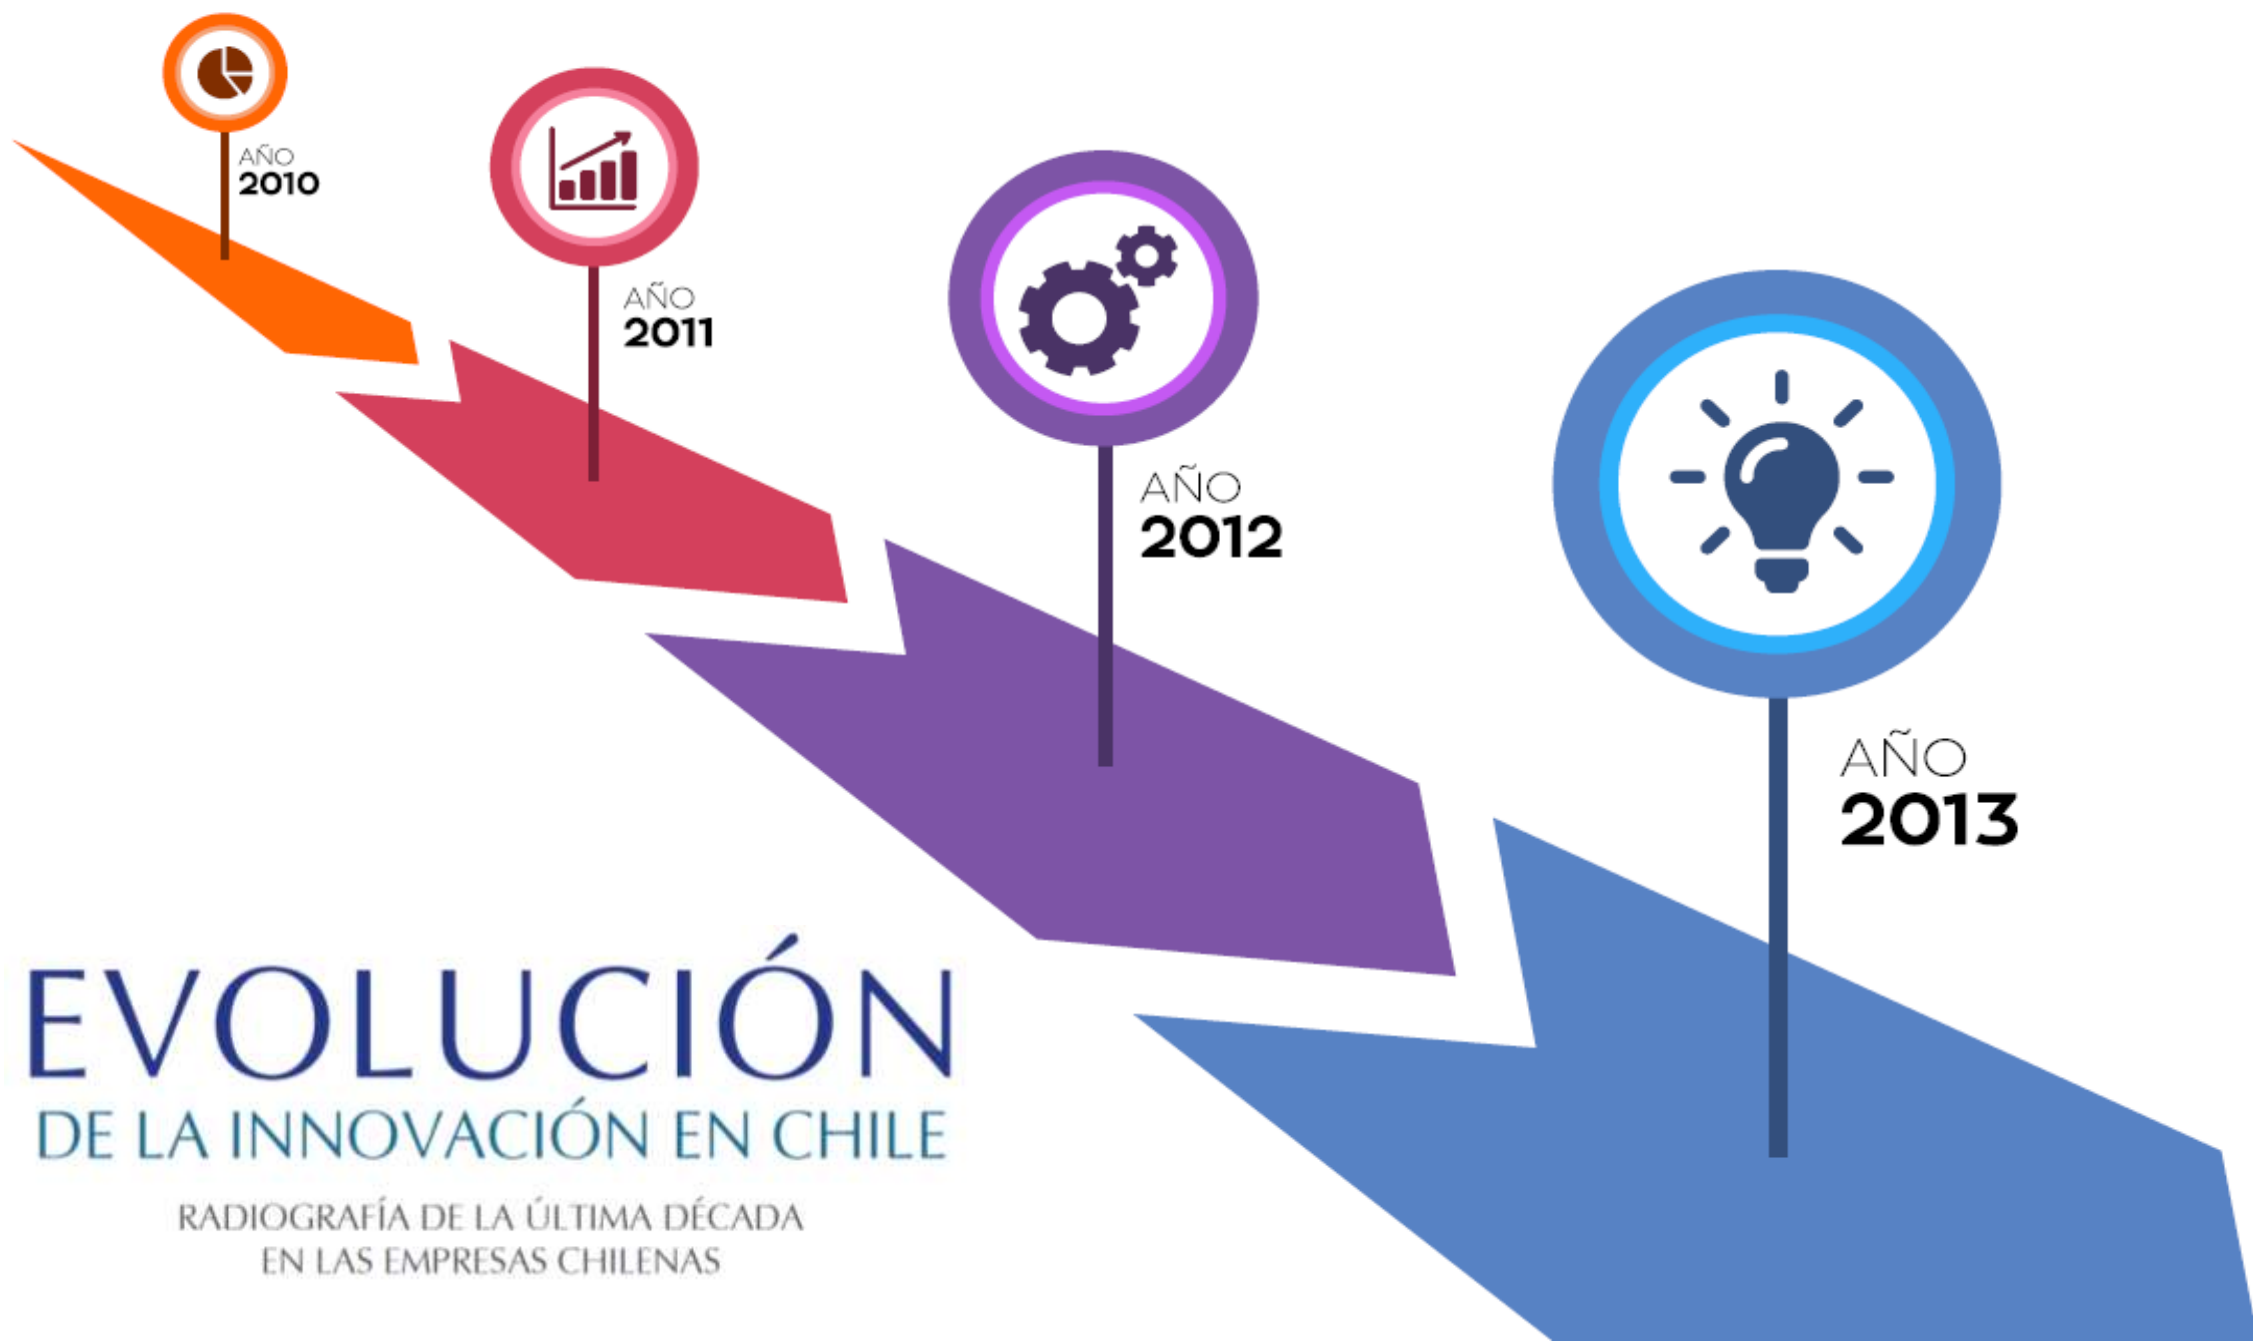 AÑO
2010
AÑO
2011
AÑO
2012
AÑO
2013
EVOLUCIÓN
DE LA INNOVACIÓN EN CHILE
RADIOGRAFÍA DE LA ÚLTIMA DÉCADA
EN LAS EMPRESAS CHILENAS